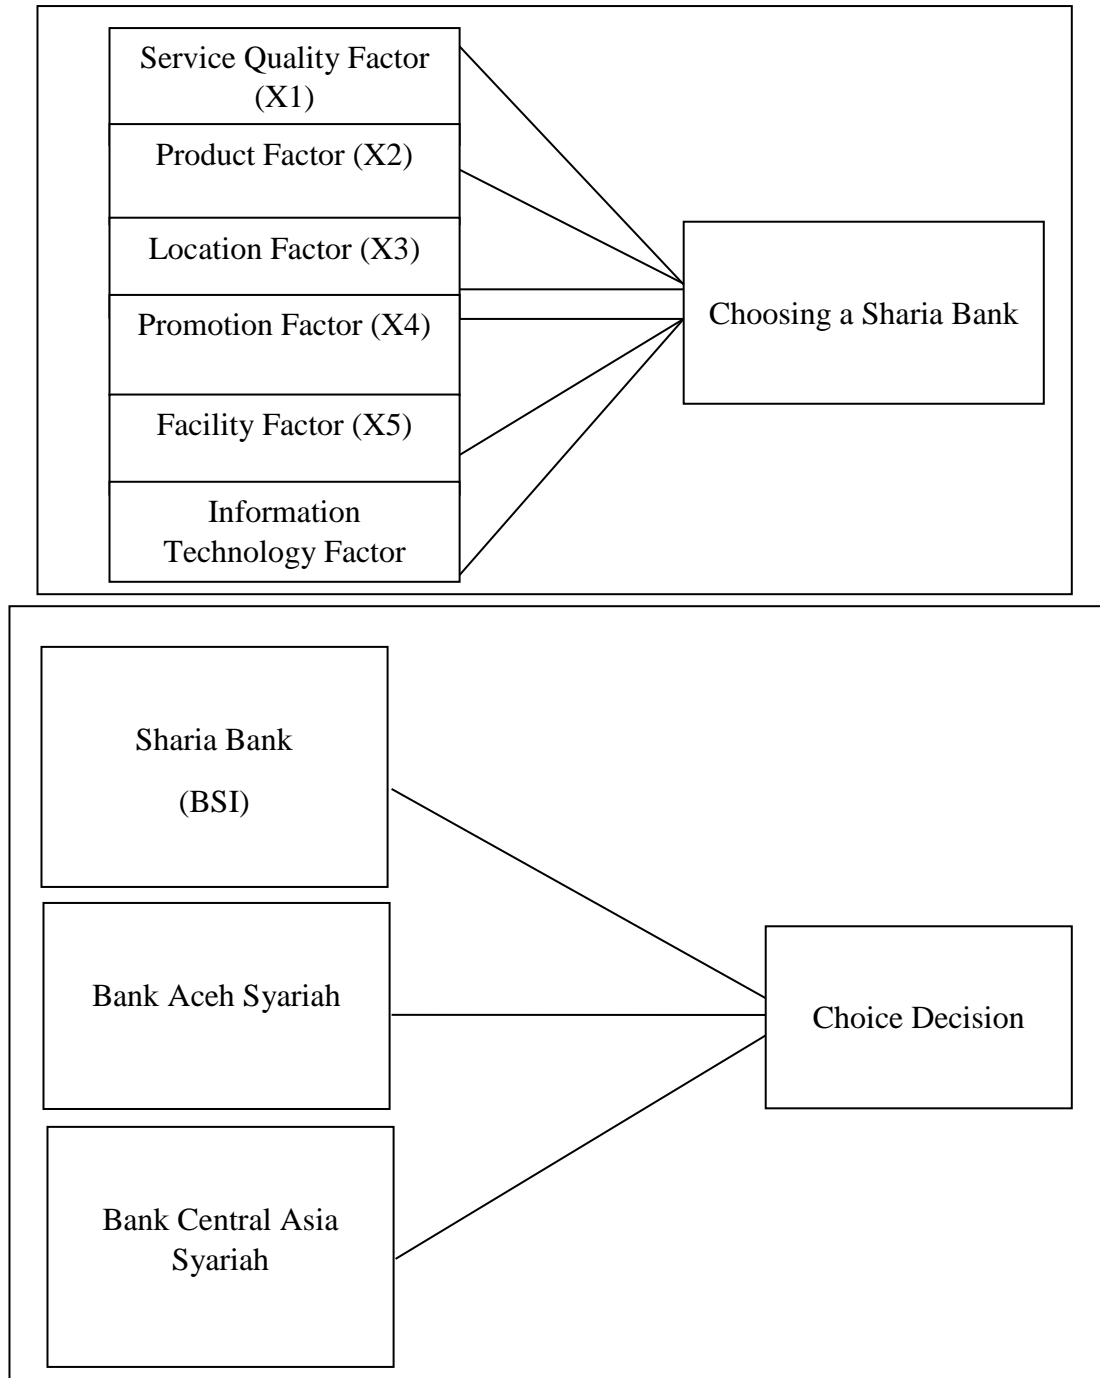 Service Quality Factor
(X1)
Product Factor (X2)
Location Factor (X3)
Promotion Factor (X4)
Facility Factor (X5)
Information
Technology Factor
Choosing a Sharia Bank
Sharia Bank
(BSI)
Bank Aceh Syariah
Bank Central Asia
Syariah
Choice Decision